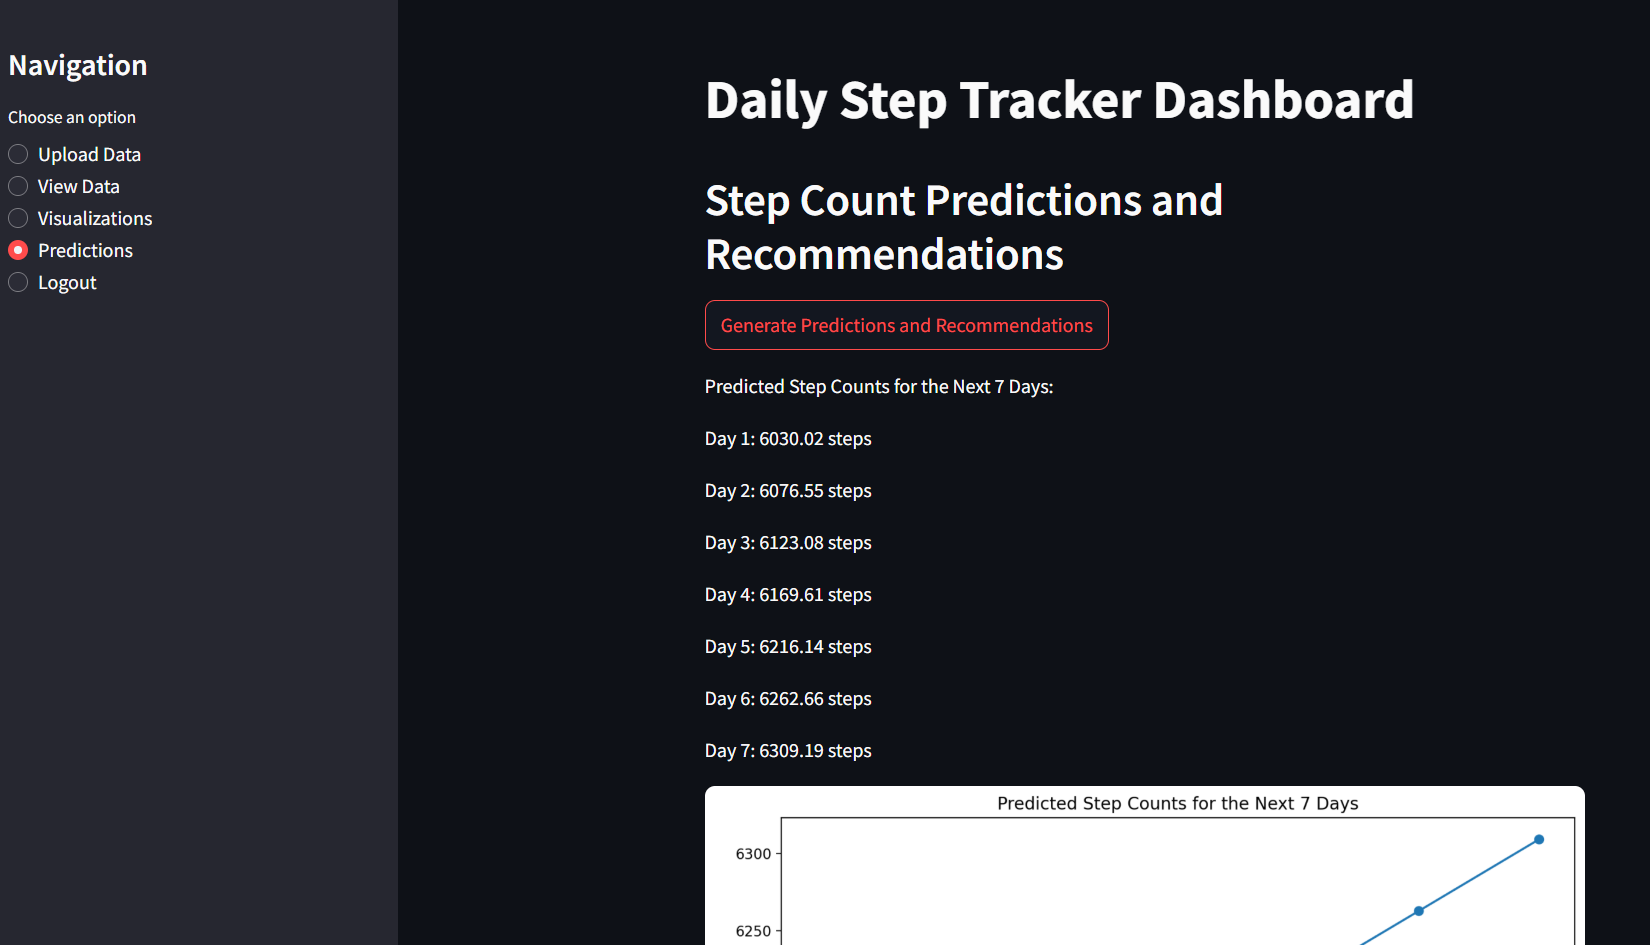 Navigation
Choose an option
Upload Data
View Data
Visualizations
Predictions
Logout
Daily Step Tracker Dashboard
Step Count Predictions and
Recommendations
Generate Predictions and Recommendations
Predicted Step Counts for the Next 7 Days:
Day 1: 6030.02 steps
Day 2: 6076.55 steps
Day 3: 6123.08 steps
Day 4: 6169.61 steps
Day 5: 6216.14 steps
Day 6: 6262.66 steps
Day 7: 6309.19 steps
Predicted Step Counts for the Next 7 Days
6300
6250